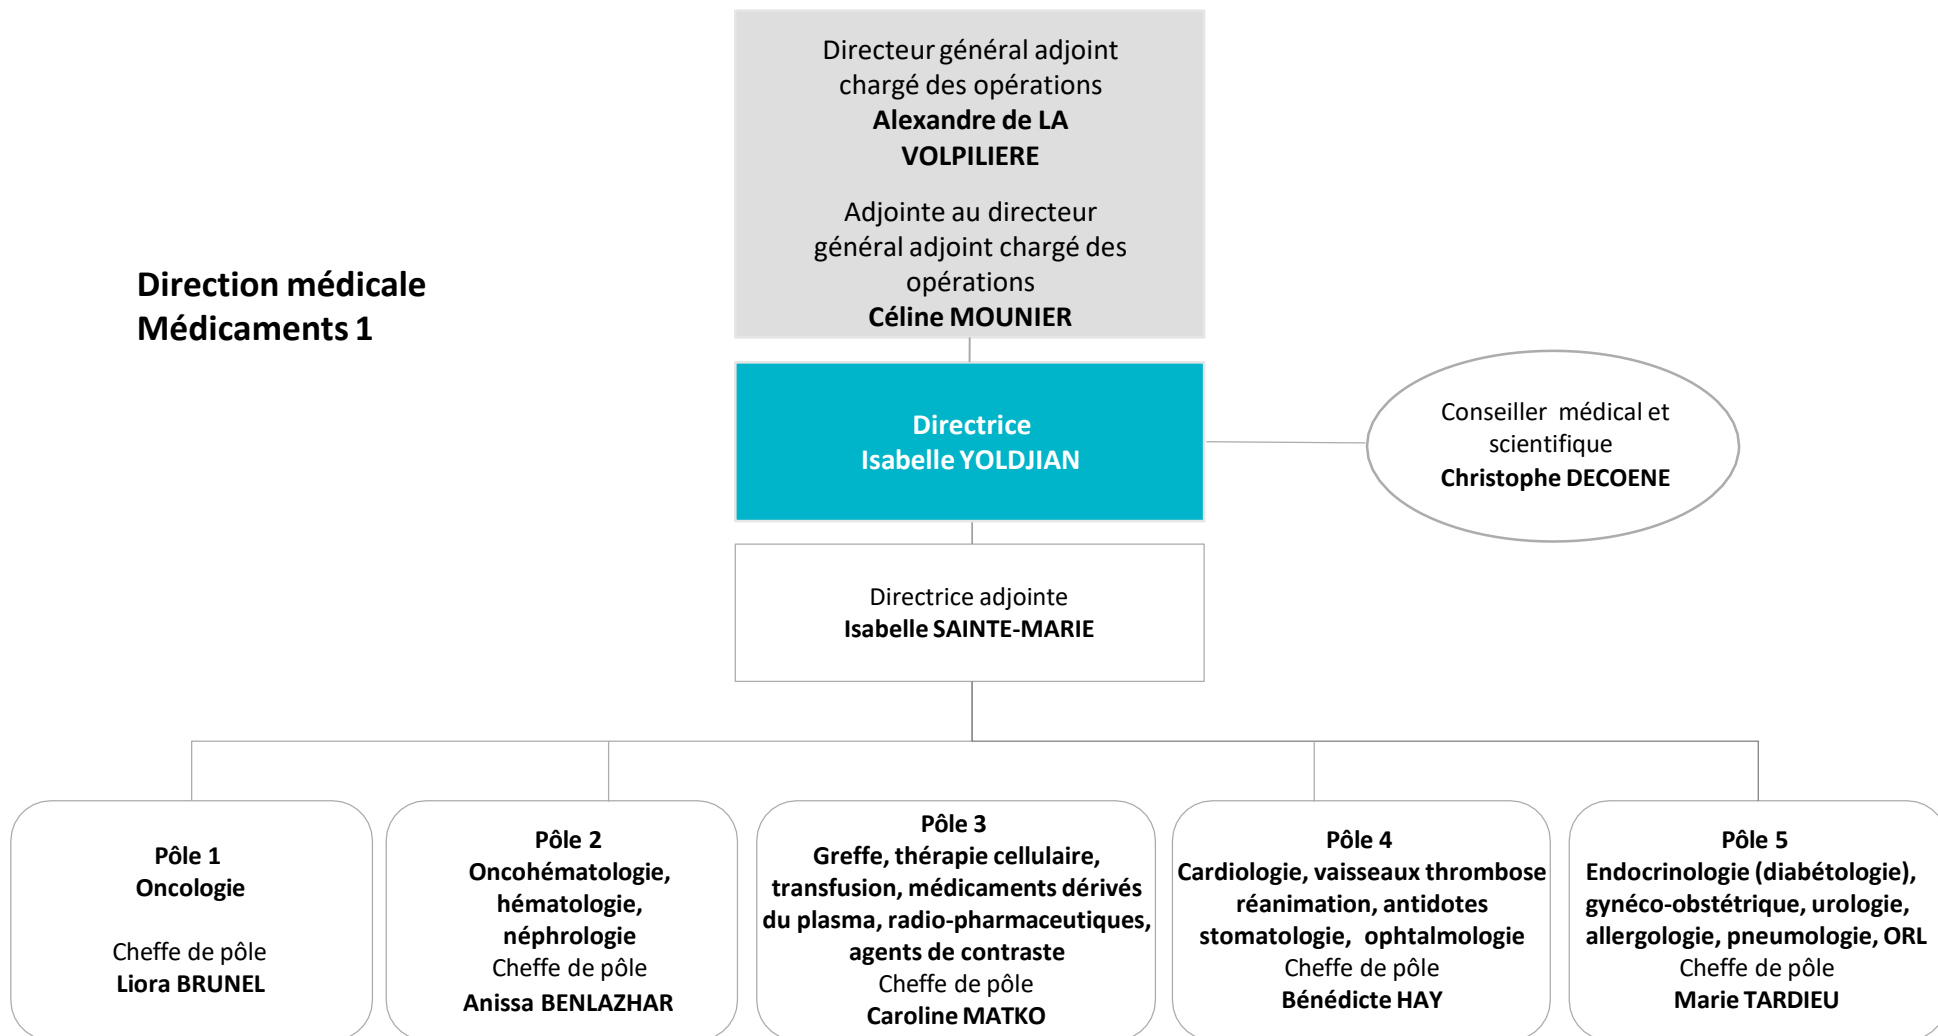 Directeur général adjoint
chargé des opérations
Alexandre de LA
VOLPILIERE
Adjointe au directeur
général adjoint chargé des
opérations
Céline MOUNIER
Direction médicale
Médicaments 1
Directrice
Isabelle YOLDJIAN
Conseiller médical et
scientifique
Christophe DECOENE
Directrice adjointe
Isabelle SAINTE-MARIE
Pôle 1
Oncologie
Cheffe de pôle
Liora BRUNEL
Pôle 2
Oncohématologie,
hématologie,
néphrologie
Cheffe de pôle
Anissa BENLAZHAR
Pôle 3
Greffe, thérapie cellulaire,
transfusion, médicaments dérivés
du plasma, radio-pharmaceutiques,
agents de contraste
Cheffe de pôle
Caroline MATKO
Pôle 4
Cardiologie, vaisseaux thrombose
réanimation, antidotes
stomatologie, ophtalmologie
Cheffe de pôle
Bénédicte HAY
Pôle 5
Endocrinologie (diabétologie),
gynéco-obstétrique, urologie,
allergologie, pneumologie, ORL
Cheffe de pôle
Marie TARDIEU